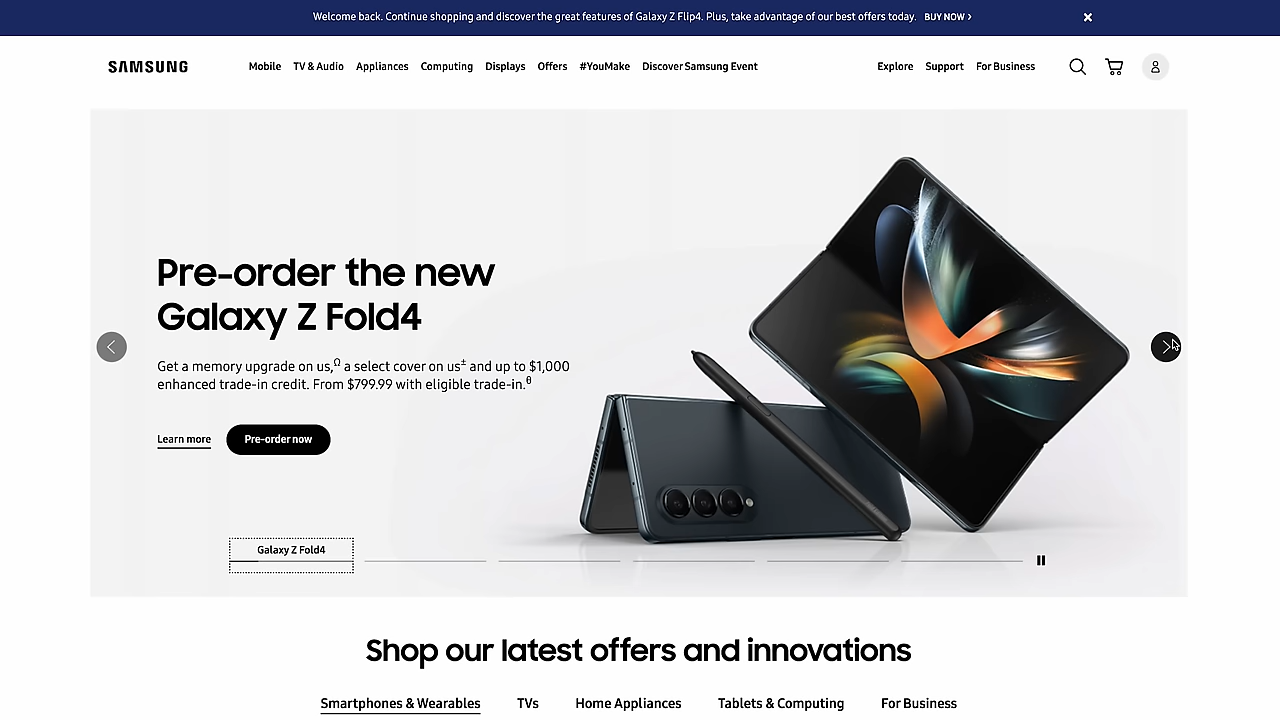 Welcome back. Continue shopping and discover the great features of Galaxy Z Flip4. Plus, take advantage of our best offers today. BUY NOW >
SAMSUNG Mobile TV & Audio Appliances Computing Displays Offers #YouMake Discover Samsung Event Explore Support For Business
Pre-order the new
Galaxy Z Fold4
Get a memory upgrade on us,Ω a select cover on us± and up to $1,000
enhanced trade-in credit. From $799.99 with eligible trade-in.θ
Learn more Pre-order now
Galaxy Z Fold4
Shop our latest offers and innovations
Smartphones & Wearables TVs Home Appliances Tablets & Computing For Business